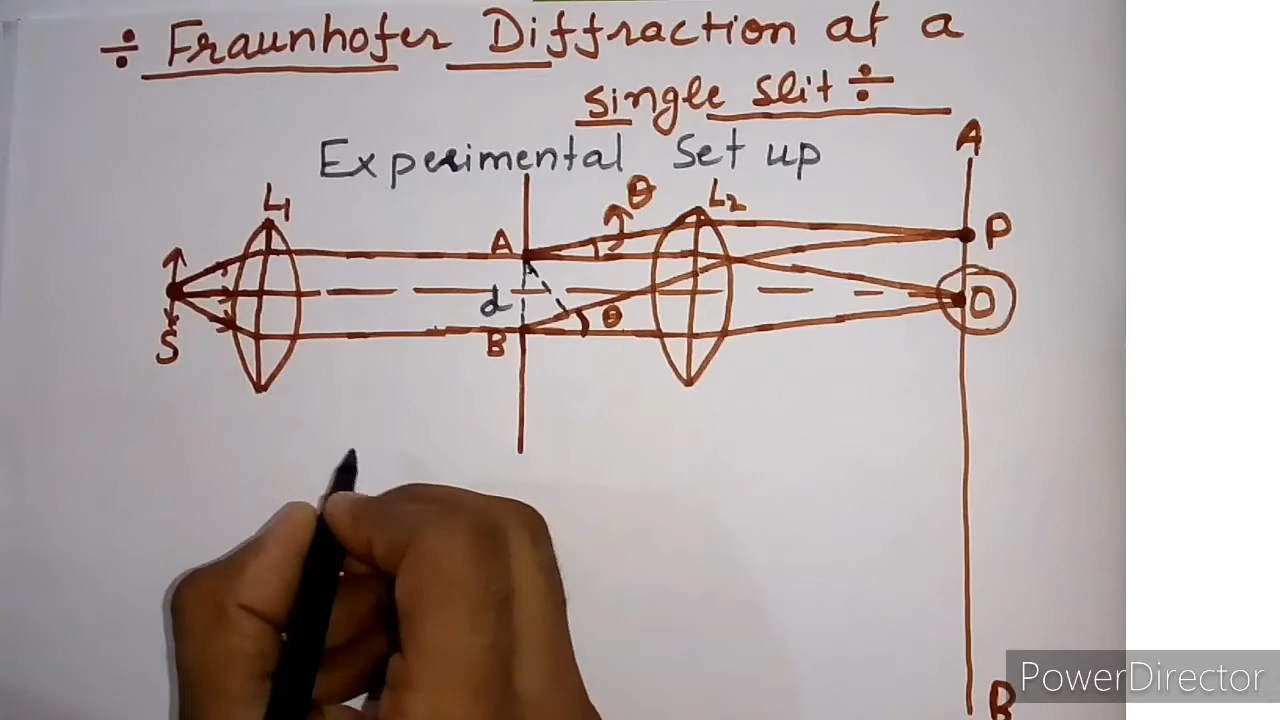 ÷ Fraunhofer Diffraction at a
single slit ÷
Experimental Set up
A
L1
θ
L2
P
A
S
d
θ
O
B
B
PowerDirector